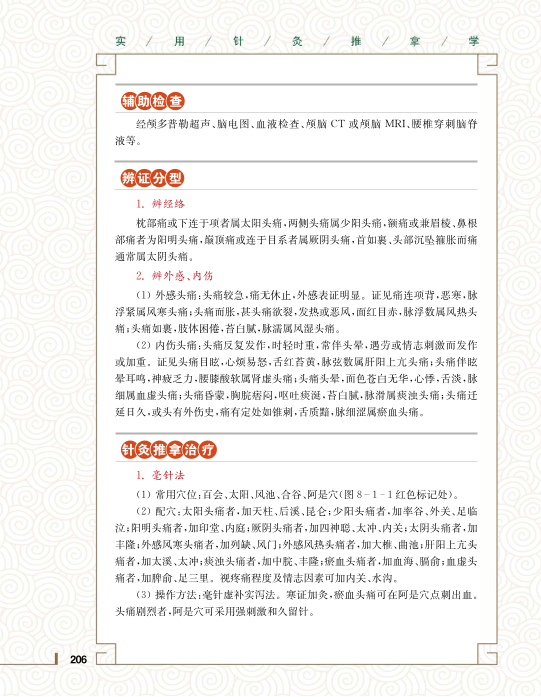 实/用/针/灸/推/拿/学
辅助检查
经颅多普勒超声、脑电图、血液检查、颅脑 CT 或颅脑 MRI、腰椎穿刺脑脊
液等。
辨证分型
1. 辨经络
枕部痛或下连于项者属太阳头痛,两侧头痛属少阳头痛,额痛或兼眉棱、鼻根
部痛者为阳明头痛,巅顶痛或连于目系者属厥阴头痛,首如裹、头部沉坠箍胀而痛
通常属太阴头痛。
2. 辨外感、内伤
(1) 外感头痛:头痛较急,痛无休止,外感表证明显。证见痛连项背,恶寒,脉
浮紧属风寒头痛;头痛而胀,甚头痛欲裂,发热或恶风,面红目赤,脉浮数属风热头
痛;头痛如裹,肢体困倦,苔白腻,脉濡属风湿头痛。
(2) 内伤头痛:头痛反复发作,时轻时重,常伴头晕,遇劳或情志刺激而发作
或加重。证见头痛目眩,心烦易怒,舌红苔黄,脉弦数属肝阳上亢头痛;头痛伴眩
晕耳鸣,神疲乏力,腰膝酸软属肾虚头痛;头痛头晕,面色苍白无华,心悸,舌淡,脉
细属血虚头痛;头痛昏蒙,胸脘痞闷,呕吐痰涎,苔白腻,脉滑属痰浊头痛;头痛迁
延日久,或头有外伤史,痛有定处如锥刺,舌质黯,脉细涩属瘀血头痛。
针灸推拿治疗
1. 毫针法
(1) 常用穴位:百会、太阳、风池、合谷、阿是穴(图 8-1-1 红色标记处)。
(2) 配穴:太阳头痛者,加天柱、后溪、昆仑;少阳头痛者,加率谷、外关、足临
泣;阳明头痛者,加印堂、内庭;厥阴头痛者,加四神聪、太冲、内关;太阴头痛者,加
丰隆;外感风寒头痛者,加列缺、风门;外感风热头痛者,加大椎、曲池;肝阳上亢头
痛者,加太溪、太冲;痰浊头痛者,加中脘、丰隆;瘀血头痛者,加血海、膈俞;血虚头
痛者,加脾俞、足三里。视疼痛程度及情志因素可加内关、水沟。
(3) 操作方法:毫针虚补实泻法。寒证加灸,瘀血头痛可在阿是穴点刺出血。
头痛剧烈者,阿是穴可采用强刺激和久留针。
206